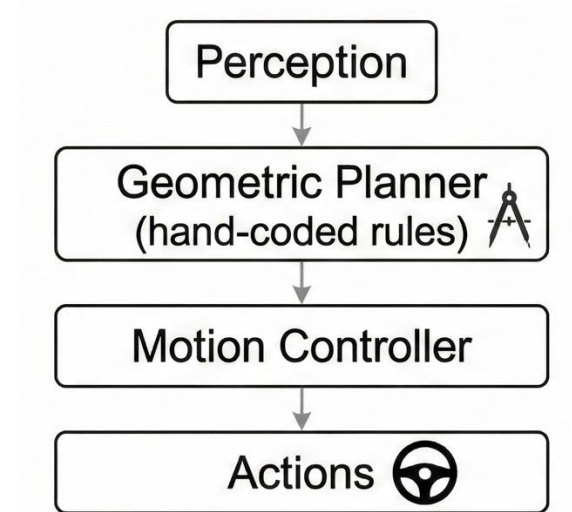 Perception
Geometric Planner
(hand-coded rules)
Motion Controller
Actions